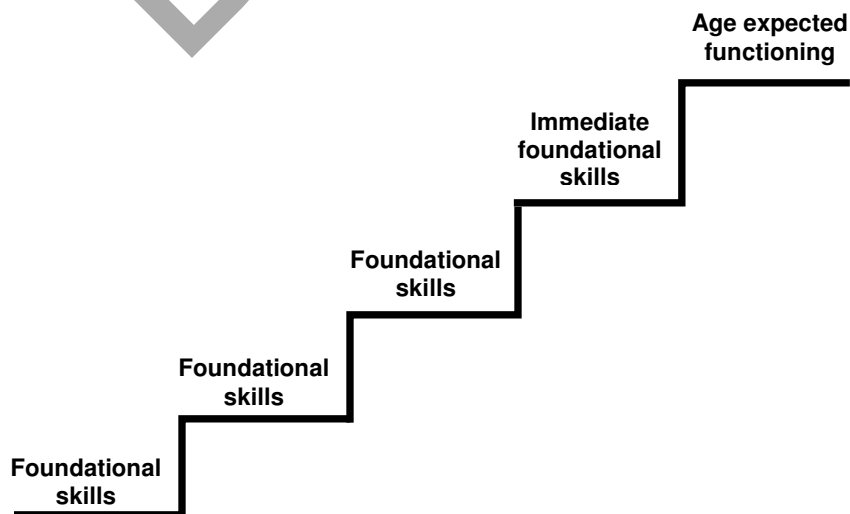 Age expected
functioning
Immediate
foundational
skills
Foundational
skills
Foundational
skills
Foundational
skills